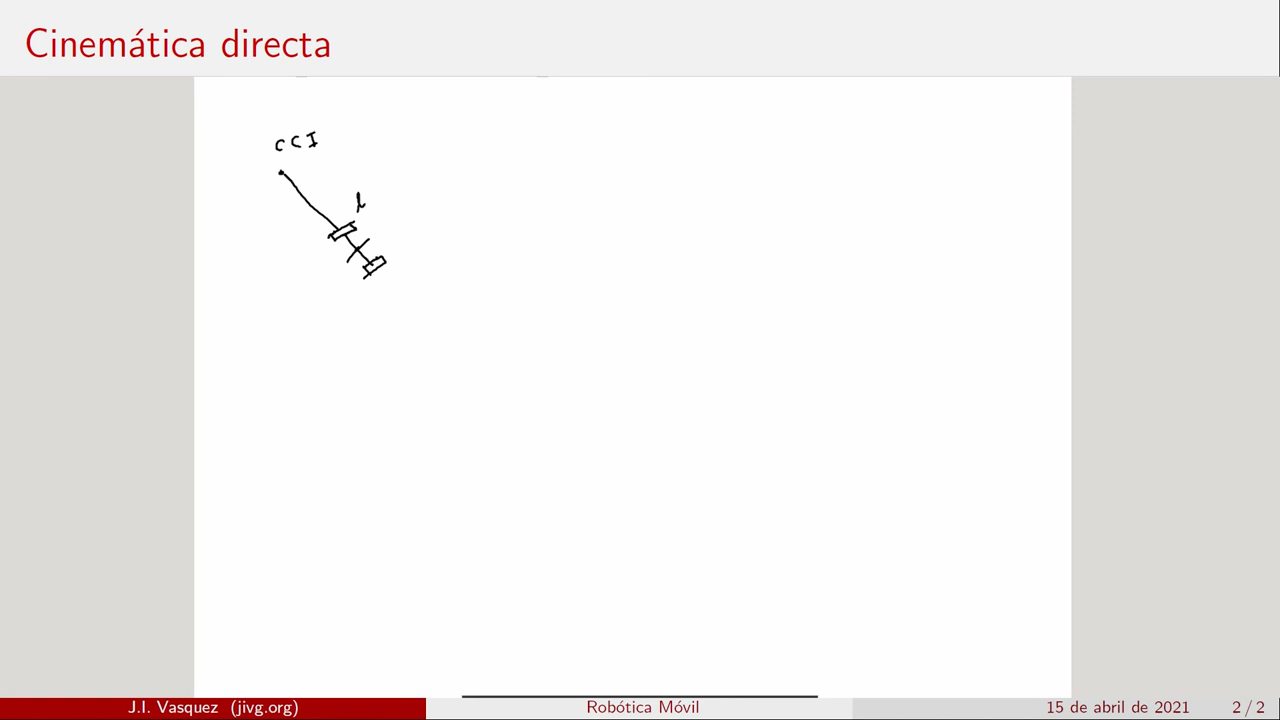 Cinemática directa
CCI
l
J.I. Vasquez (jivg.org)
Robótica Móvil
15 de abril de 2021
2 / 2